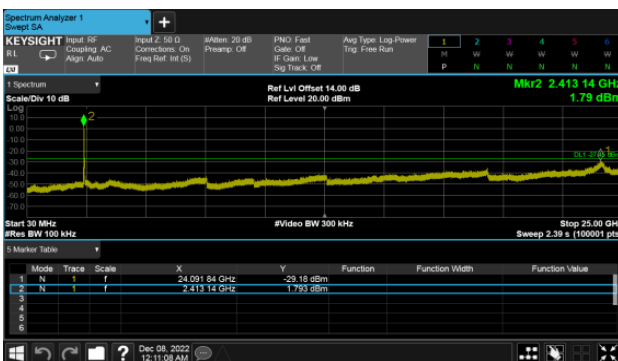 Spectrum Analyzer 1
Swept SA
KEYSIGHT
RL
Input: RF
Coupling: AC
Align: Auto
Input Z: 50 Ω
Corrections: On
Freq Ref: Int (S)
#Atten: 20 dB
Preamp: Off
PNO: Fast
Gate: Off
IF Gain: Low
Sig Track: Off
Avg Type: Log-Power
Trig: Free Run
1 2 3 4 5 6
M W W W W W
P N N N N N
1 Spectrum
Scale/Div 10 dB
Ref Lvl Offset 14.00 dB
Ref Level 20.00 dBm
Mkr2 2.413 14 GHz
1.79 dBm
Log
10.0
0.00
-10.0
-20.0
-30.0
-40.0
-50.0
-60.0
-70.0
2
1
Start 30 MHz
#Res BW 100 kHz
#Video BW 300 kHz
Stop 25.00 GHz
Sweep 2.39 s (100001 pts
5 Marker Table
Mode Trace Scale X Y Function Function Width Function Value
1 N 1 f 24.091 84 GHz -29.18 dBm
2 N 1 f 2.413 14 GHz 1.793 dBm
3
4
5
6
?
Dec 08, 2022
12:11:08 AM